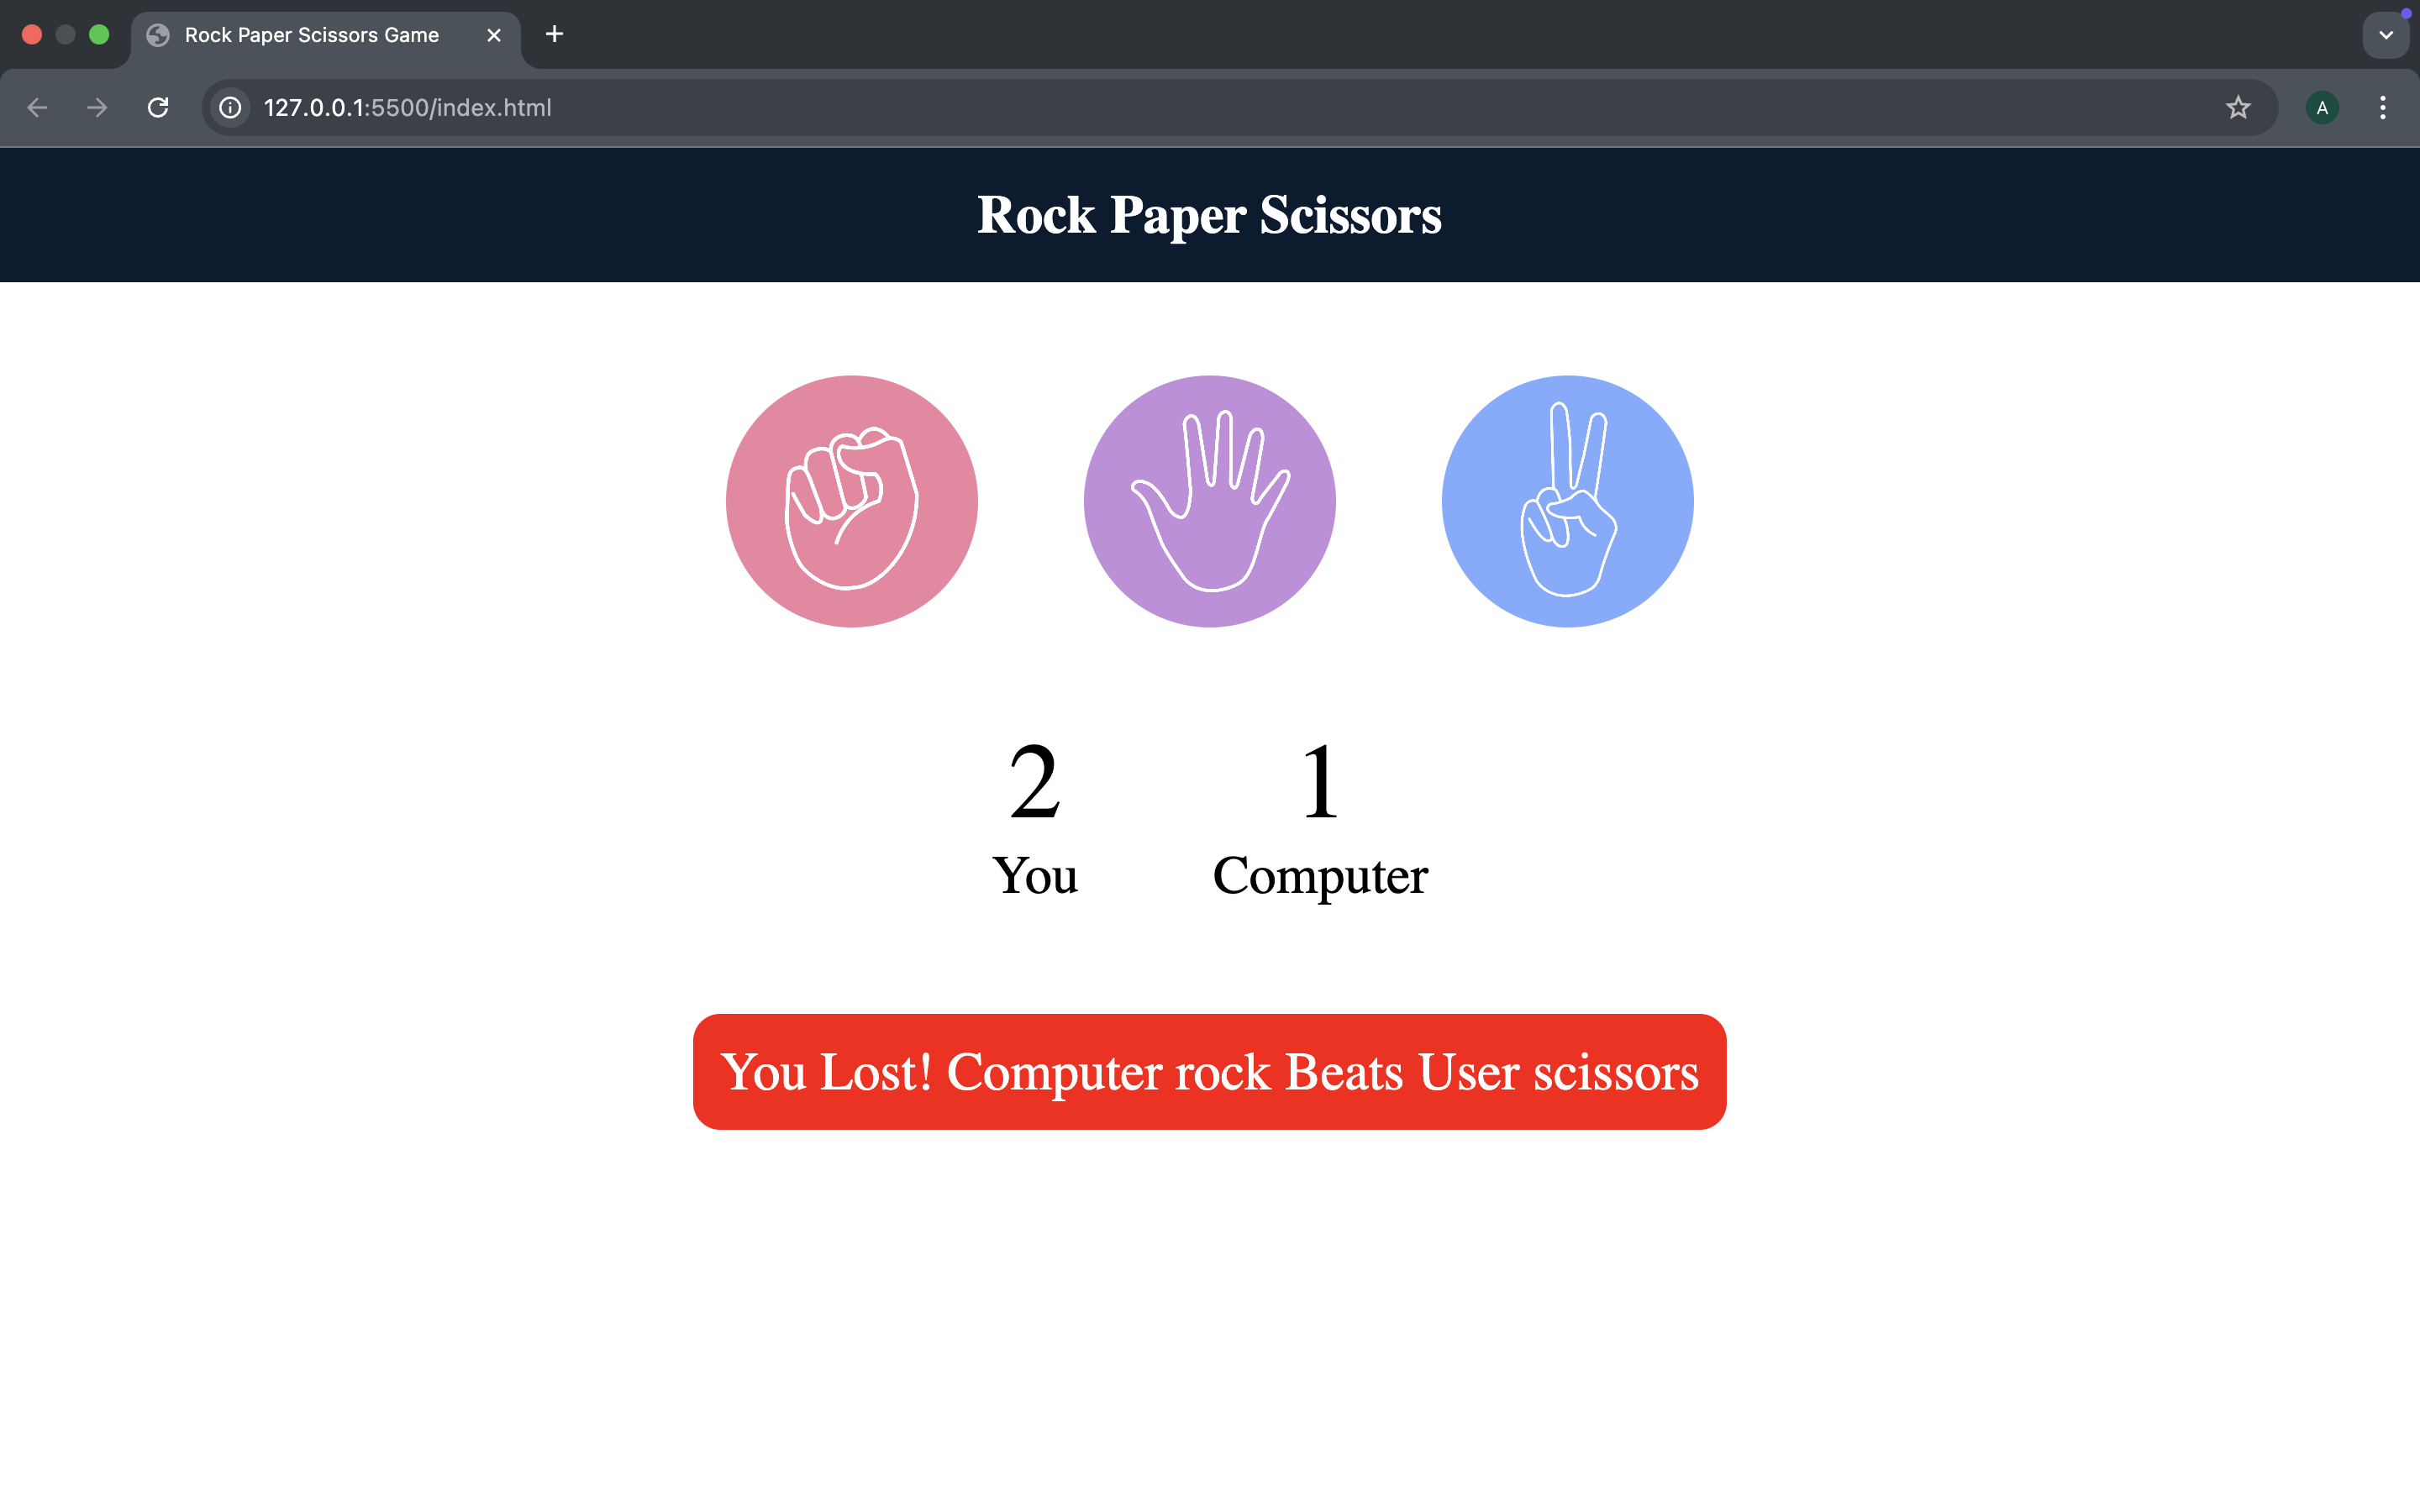 Rock Paper Scissors Game
127.0.0.1:5500/index.html
A
Rock Paper Scissors
2 1
You Computer
You Lost! Computer rock Beats User scissors